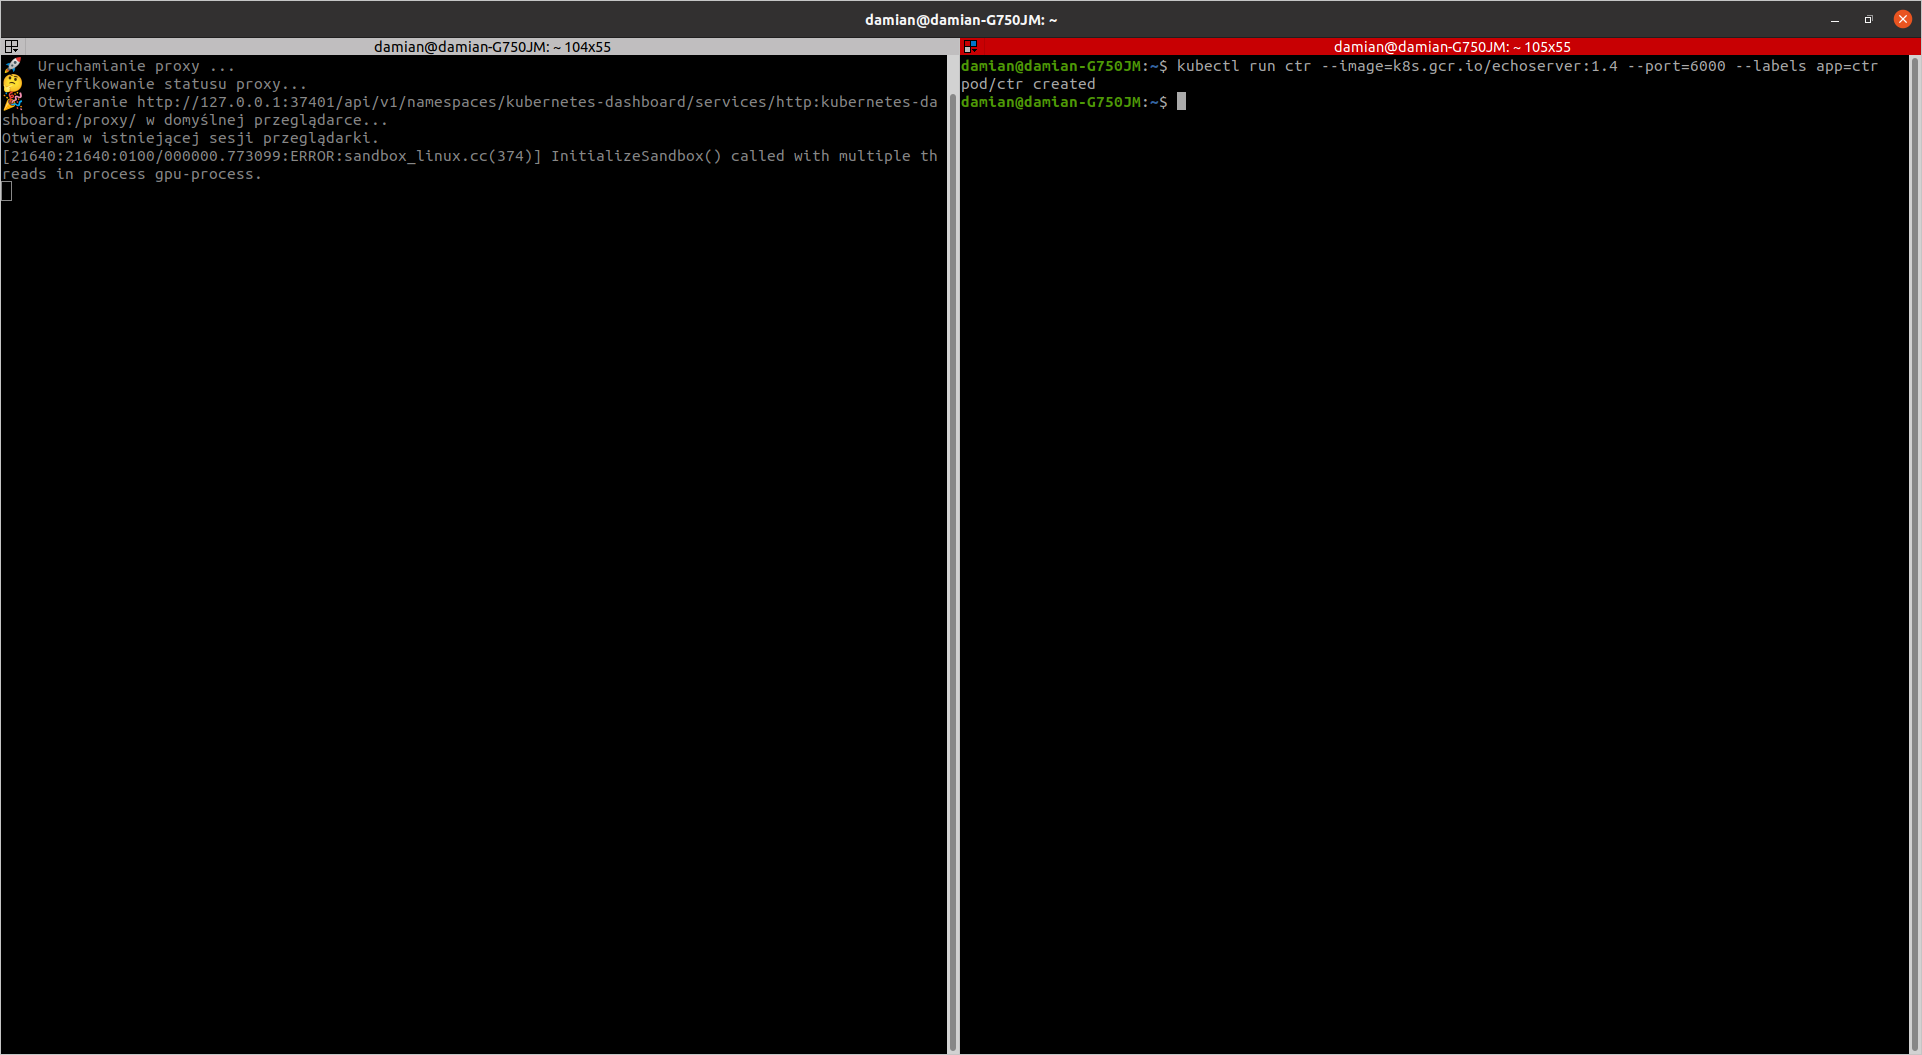 damian@damian-G750JM: ~
damian@damian-G750JM: ~ 104x55
Uruchamianie proxy ...
Weryfikowanie statusu proxy...
Otwieranie http://127.0.0.1:37401/api/v1/namespaces/kubernetes-dashboard/services/http:kubernetes-da
shboard:/proxy/ w domyślnej przeglądarce...
Otwieram w istniejącej sesji przeglądarki.
[21640:21640:0100/000000.773099:ERROR:sandbox_linux.cc(374)] InitializeSandbox() called with multiple th
reads in process gpu-process.
damian@damian-G750JM: ~ 105x55
damian@damian-G750JM:~$ kubectl run ctr --image=k8s.gcr.io/echoserver:1.4 --port=6000 --labels app=ctr
pod/ctr created
damian@damian-G750JM:~$